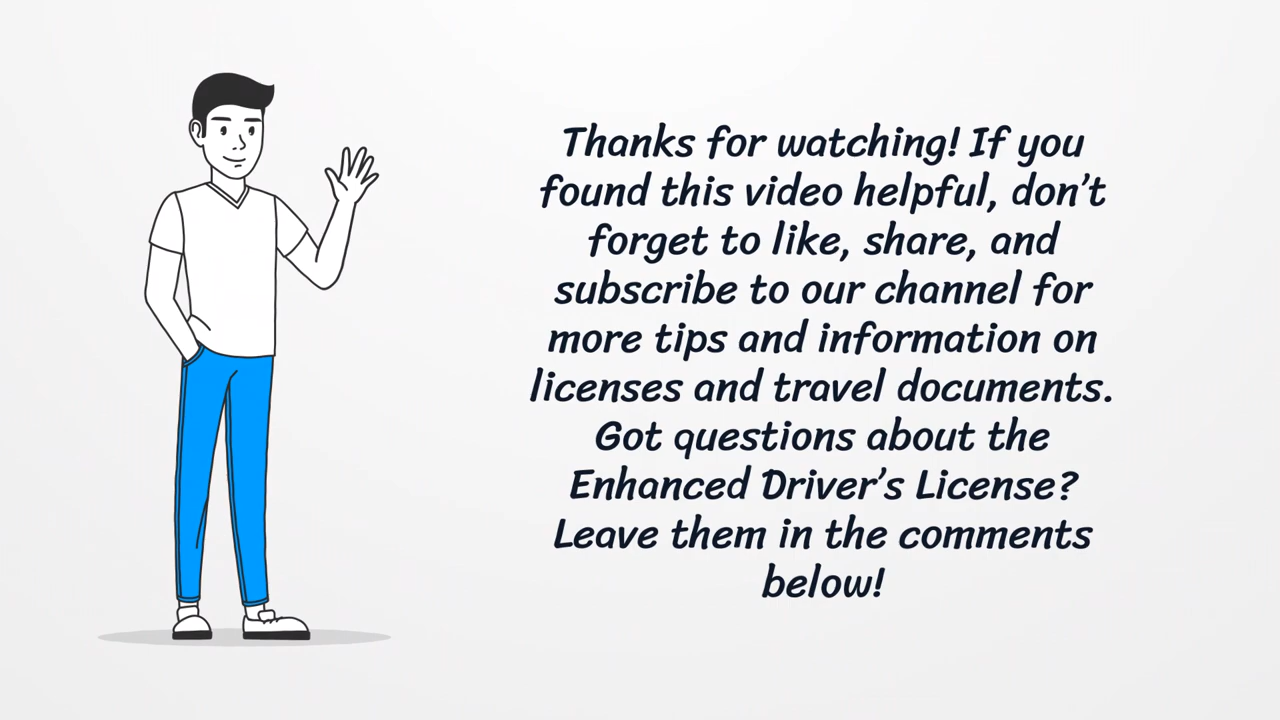 Thanks for watching! If you
found this video helpful, don’t
forget to like, share, and
subscribe to our channel for
more tips and information on
licenses and travel documents.
Got questions about the
Enhanced Driver’s License?
Leave them in the comments
below!